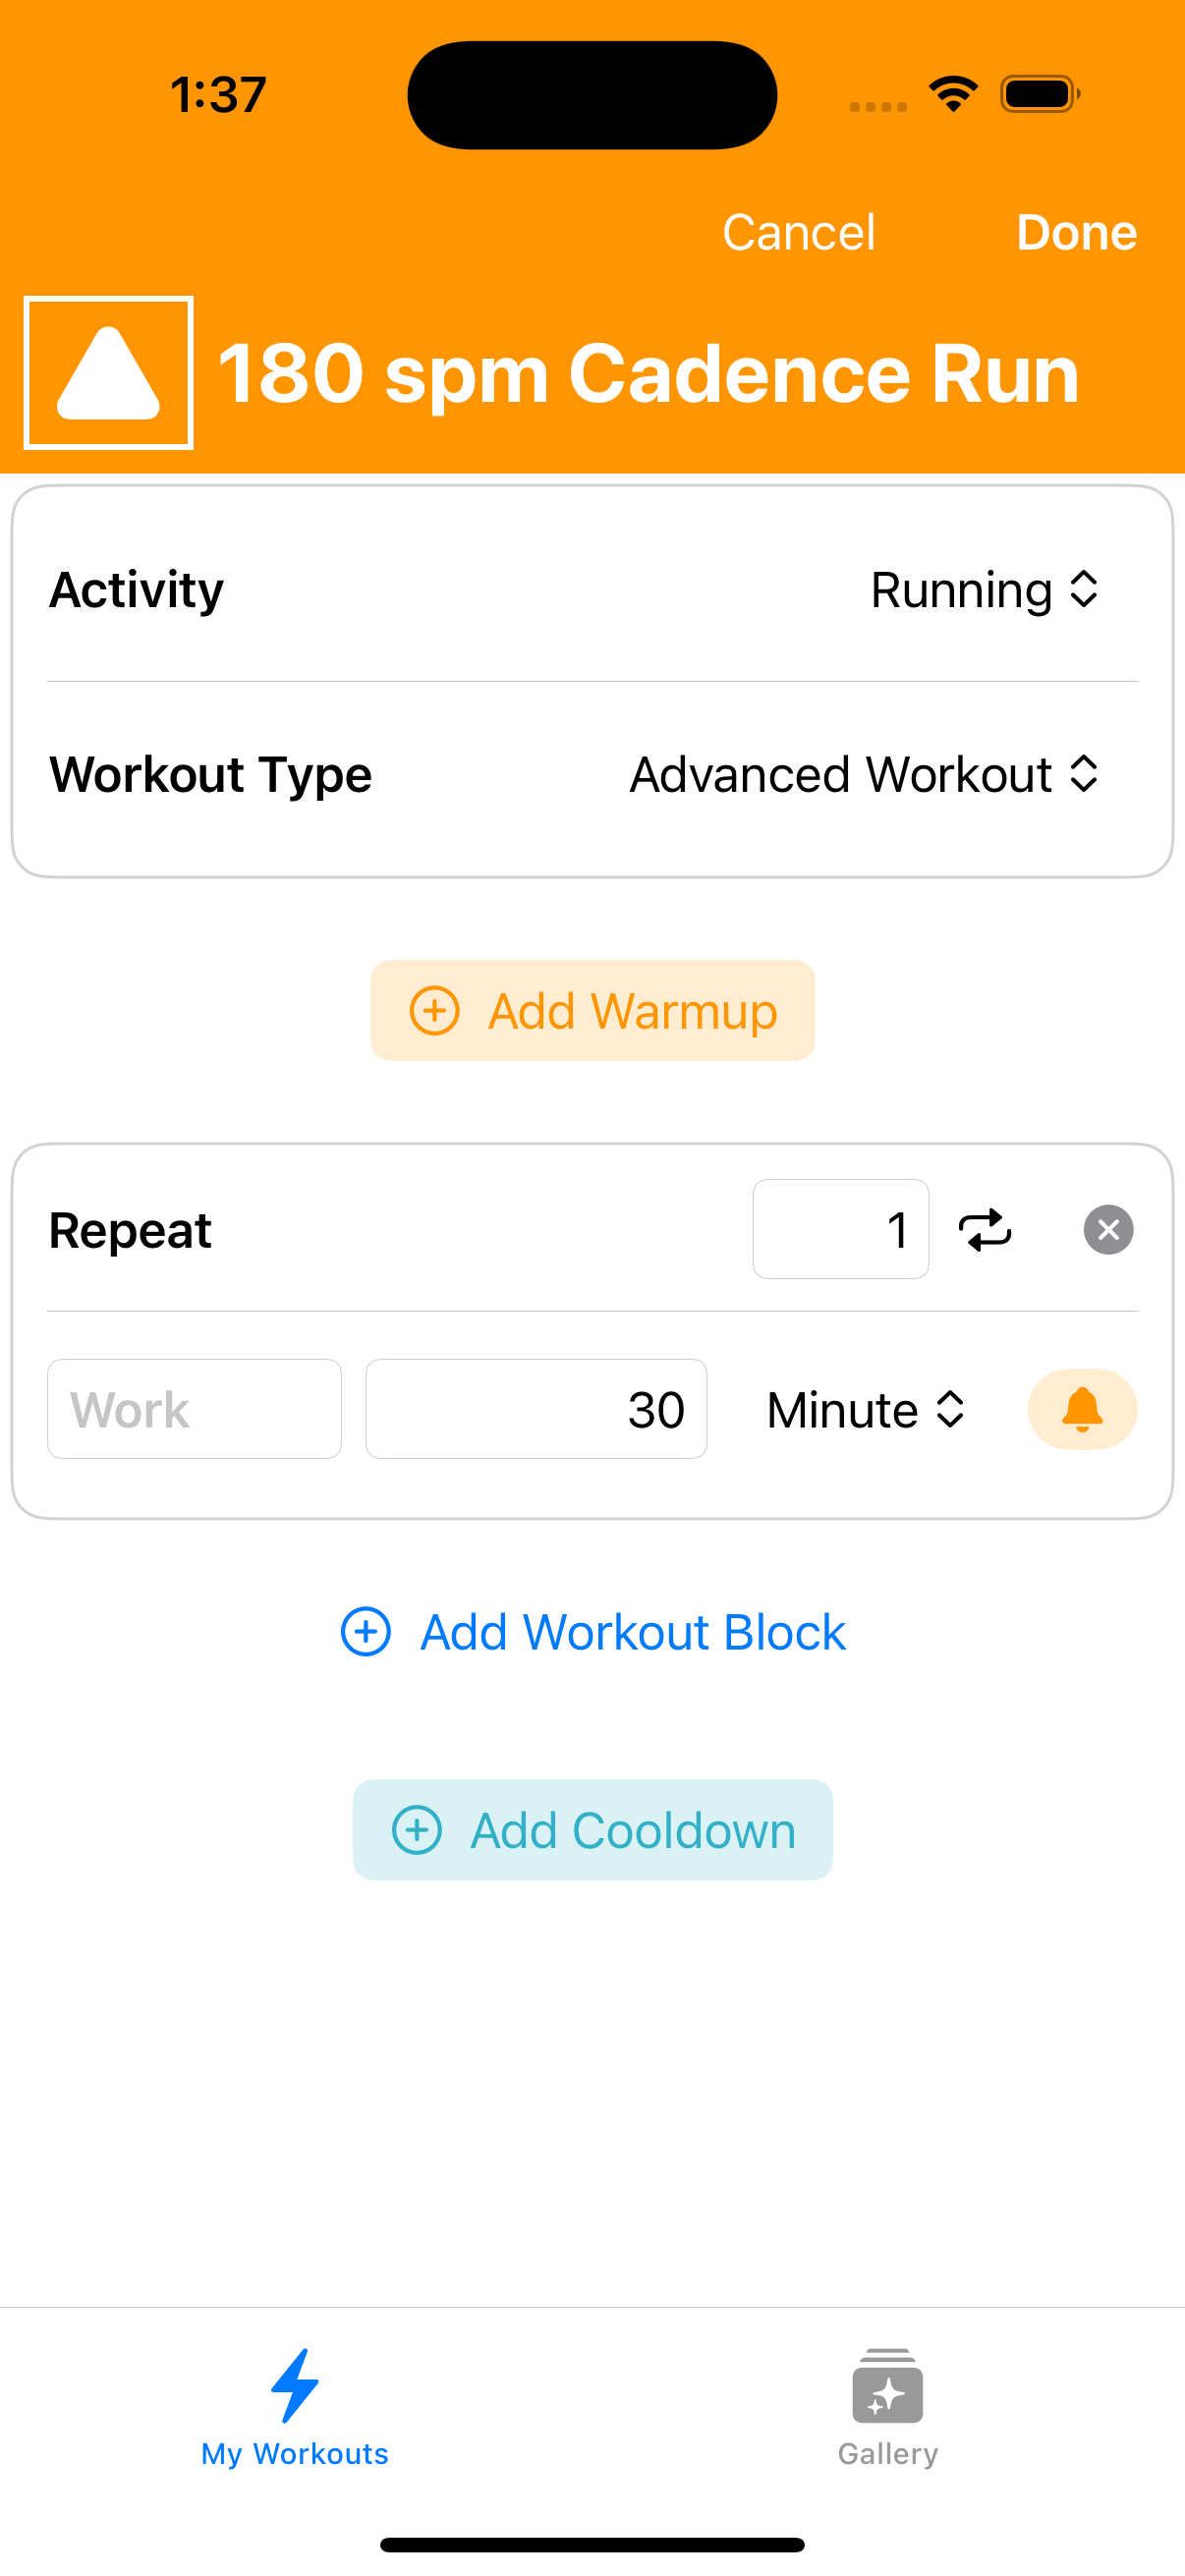 1:37
Cancel
Done
180 spm Cadence Run
Activity
Running
Workout Type
Advanced Workout
Add Warmup
Repeat
1
Work
30
Minute
Add Workout Block
Add Cooldown
My Workouts
Gallery